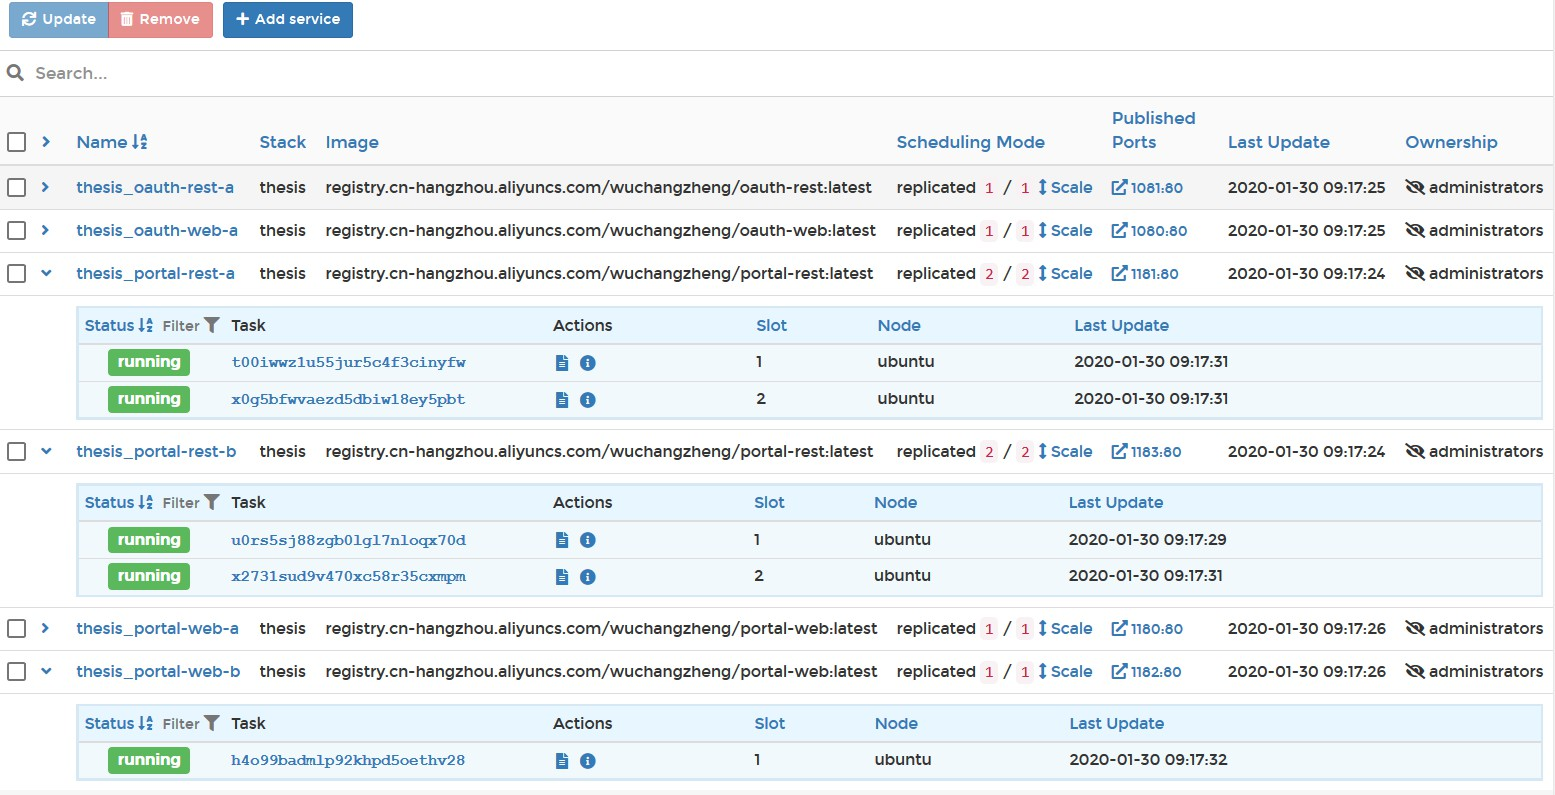 Update Remove Add service
Search...
Published
Name Stack Image Scheduling Mode Ports Last Update Ownership
thesis_oauth-rest-a thesis registry.cn-hangzhou.aliyuncs.com/wuchangzheng/oauth-rest:latest replicated 1 / 1 Scale 1081:80 2020-01-30 09:17:25 administrators
thesis_oauth-web-a thesis registry.cn-hangzhou.aliyuncs.com/wuchangzheng/oauth-web:latest replicated 1 / 1 Scale 1080:80 2020-01-30 09:17:25 administrators
thesis_portal-rest-a thesis registry.cn-hangzhou.aliyuncs.com/wuchangzheng/portal-rest:latest replicated 2 / 2 Scale 1181:80 2020-01-30 09:17:24 administrators
Status Filter Task Actions Slot Node Last Update
running t00iwwz1u55jur5c4f3cinyfw 1 ubuntu 2020-01-30 09:17:31
running x0g5bfwvaezd5dbiw18ey5pbt 2 ubuntu 2020-01-30 09:17:31
thesis_portal-rest-b thesis registry.cn-hangzhou.aliyuncs.com/wuchangzheng/portal-rest:latest replicated 2 / 2 Scale 1183:80 2020-01-30 09:17:24 administrators
Status Filter Task Actions Slot Node Last Update
running u0rs5sj88zgb0lgl7nloqx70d 1 ubuntu 2020-01-30 09:17:29
running x2731sud9v470xc58r35cxmpm 2 ubuntu 2020-01-30 09:17:31
thesis_portal-web-a thesis registry.cn-hangzhou.aliyuncs.com/wuchangzheng/portal-web:latest replicated 1 / 1 Scale 1180:80 2020-01-30 09:17:26 administrators
thesis_portal-web-b thesis registry.cn-hangzhou.aliyuncs.com/wuchangzheng/portal-web:latest replicated 1 / 1 Scale 1182:80 2020-01-30 09:17:26 administrators
Status Filter Task Actions Slot Node Last Update
running h4o99badmlp92khpd5oethv28 1 ubuntu 2020-01-30 09:17:32